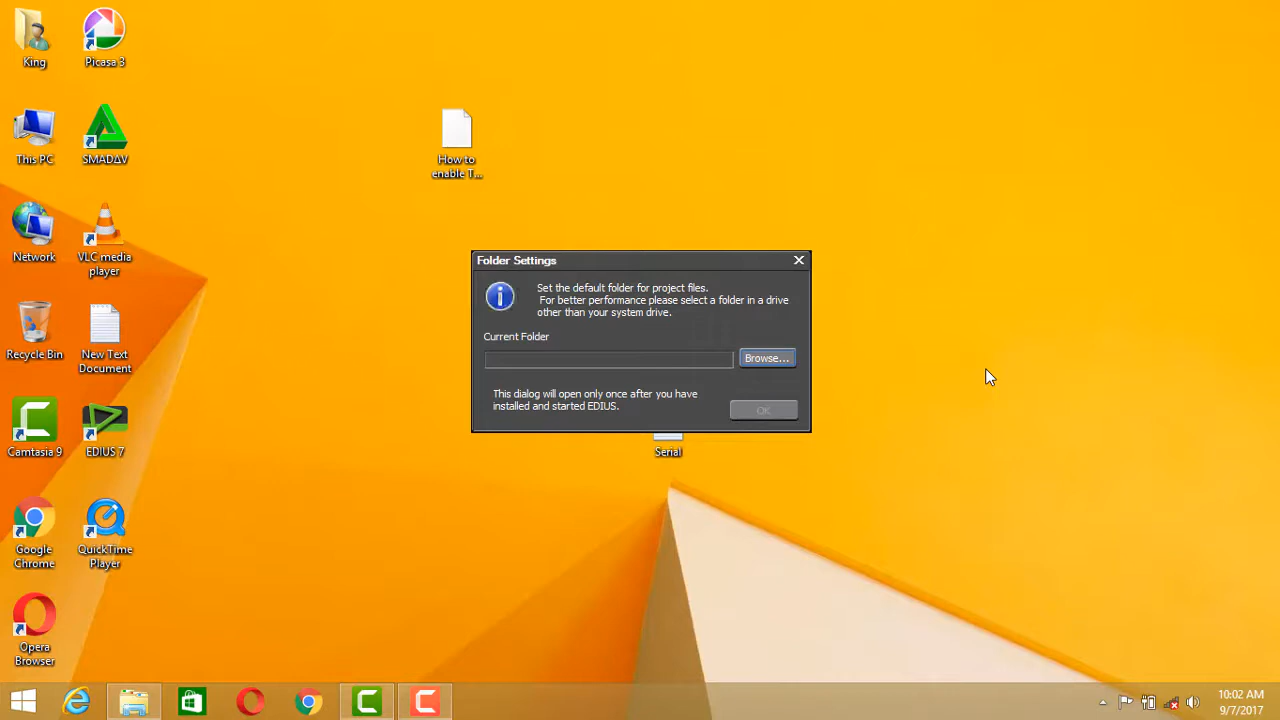 King
Picasa 3
This PC
SMADΔV
How to
enable T...
Network
VLC media
player
Folder Settings
Set the default folder for project files.
For better performance please select a folder in a drive
other than your system drive.
Current Folder
Browse...
This dialog will open only once after you have
installed and started EDIUS.
OK
Recycle Bin
New Text
Document
Camtasia 9
EDIUS 7
Serial
Google
Chrome
QuickTime
Player
Opera
Browser
10:02 AM
9/7/2017